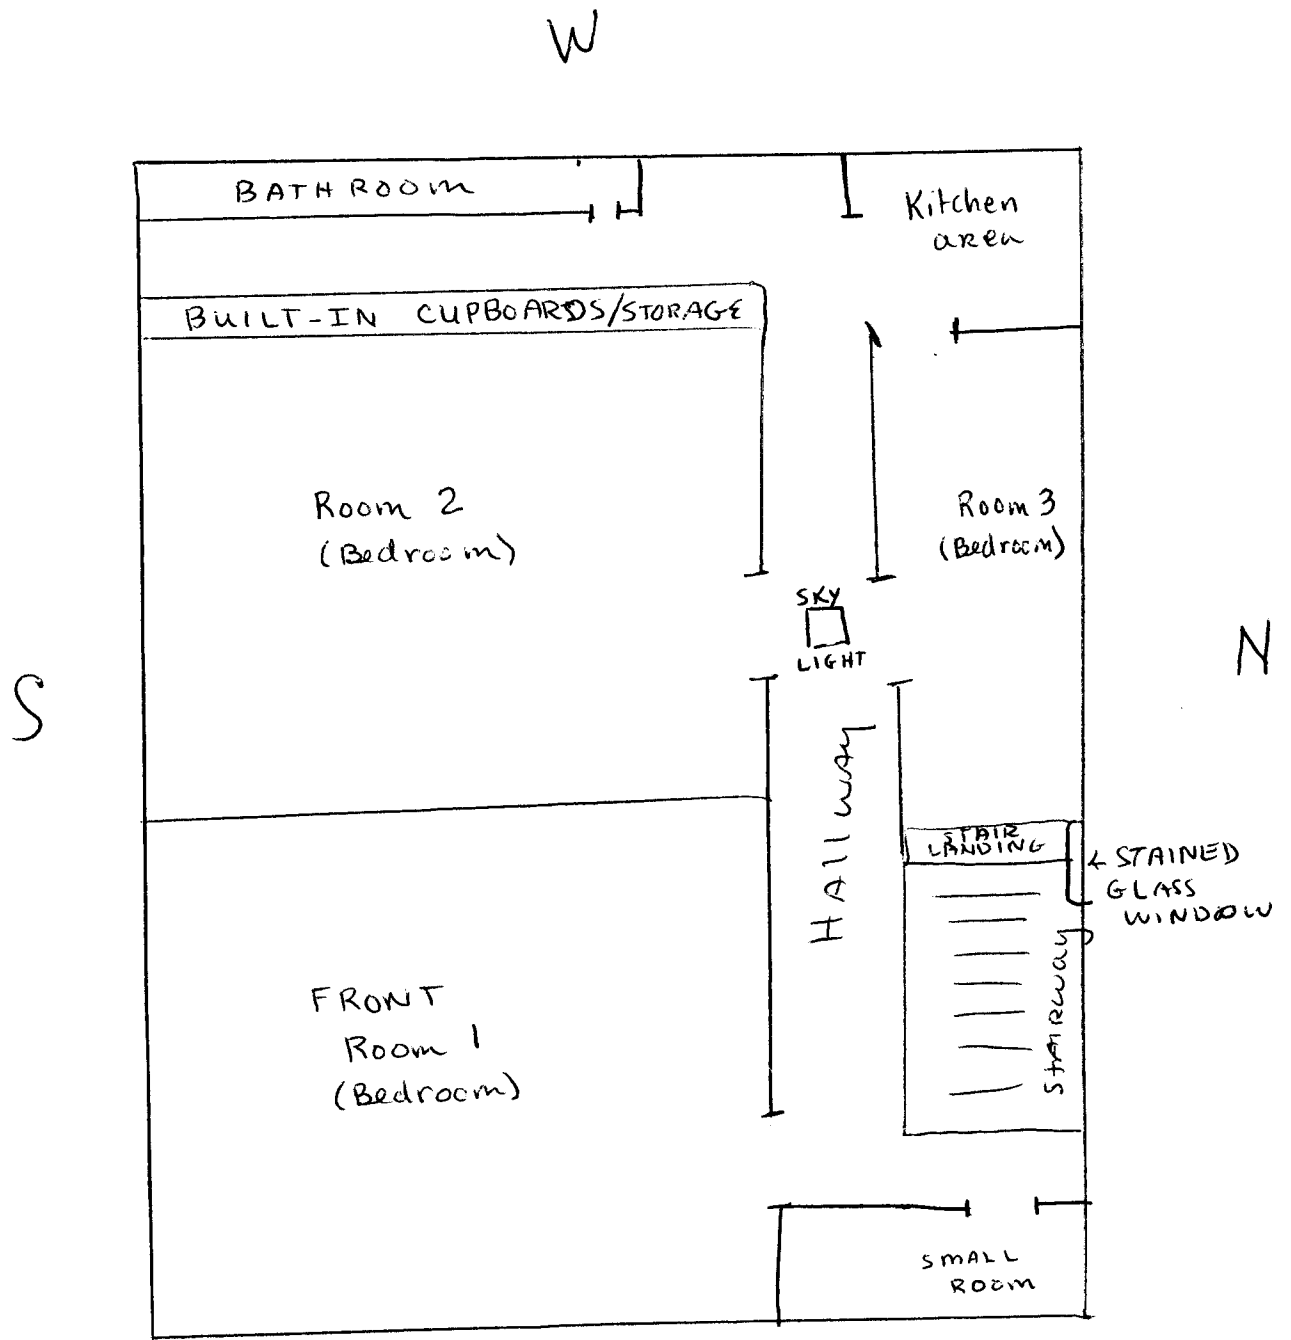 W
BATHROOM
Kitchen
area
BUILT-IN CUPBOARDS/STORAGE
Room 2
(Bedroom)
Room 3
(Bedroom)
SKY
LIGHT
S
N
HAllway
STAIR
LANDING
← STAINED
GLASS
WINDOW
STAIRway
FRONT
Room 1
(Bedroom)
SMALL
ROOM